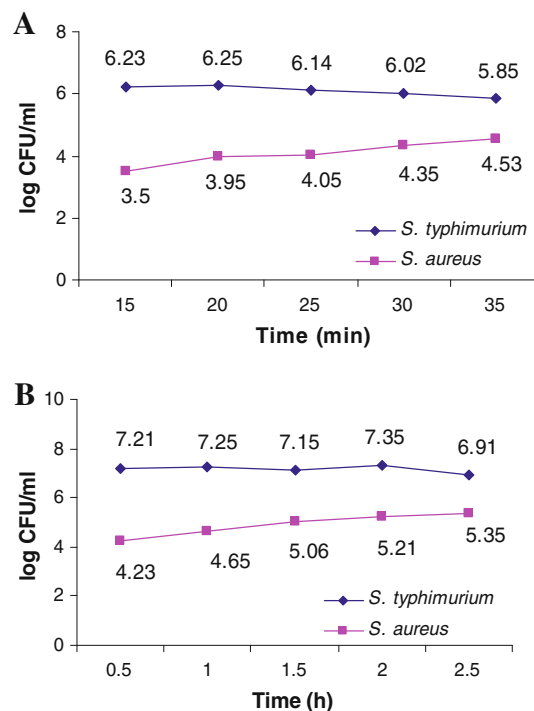 A
8
6.23 6.25 6.14 6.02 5.85
6
log CFU/ml
4
3.5 3.95 4.05 4.35 4.53
2
S. typhimurium
S. aureus
0
15 20 25 30 35
Time (min)
B
10
7.21 7.25 7.15 7.35 6.91
8
6
log CFU/ml
4
4.23 4.65 5.06 5.21 5.35
2
S. typhimurium
S. aureus
0
0.5 1 1.5 2 2.5
Time (h)